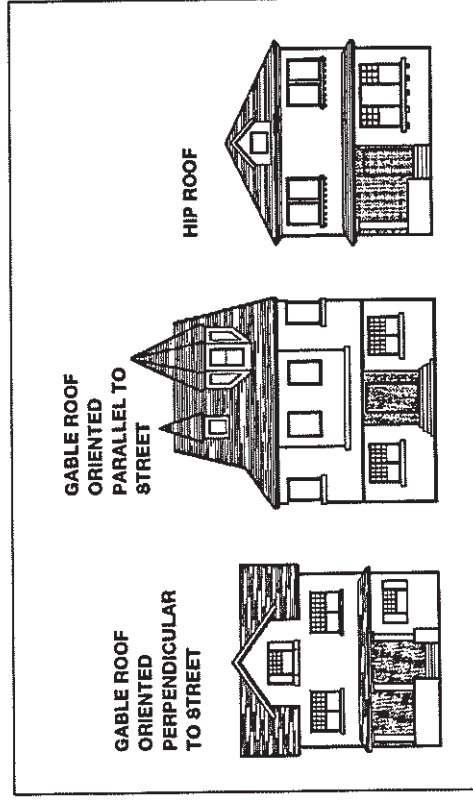 GABLE ROOF
ORIENTED
PERPENDICULAR
TO STREET
GABLE ROOF
ORIENTED
PARALLEL TO
STREET
HIP ROOF